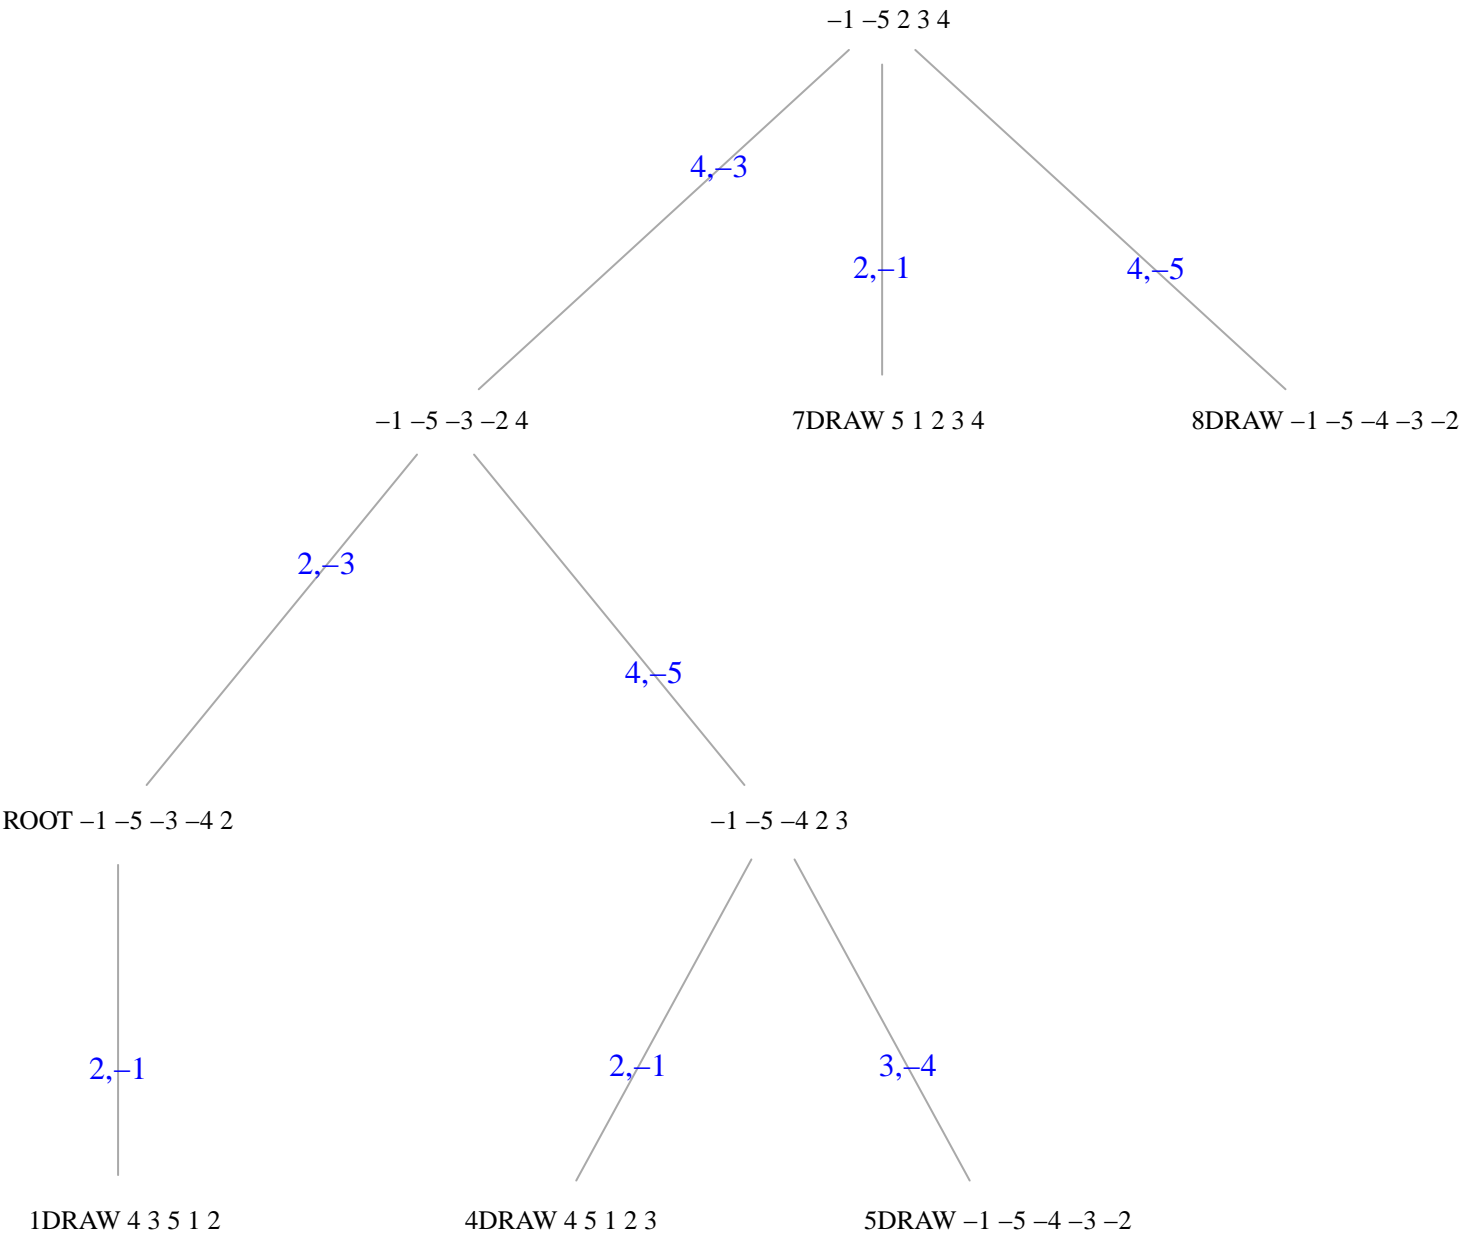 –1 –5 2 3 4
4,–3
2,–1
4,–5
–1 –5 –3 –2 4
7DRAW 5 1 2 3 4
8DRAW –1 –5 –4 –3 –2
2,–3
4,–5
ROOT –1 –5 –3 –4 2
–1 –5 –4 2 3
2,–1
2,–1
3,–4
1DRAW 4 3 5 1 2
4DRAW 4 5 1 2 3
5DRAW –1 –5 –4 –3 –2